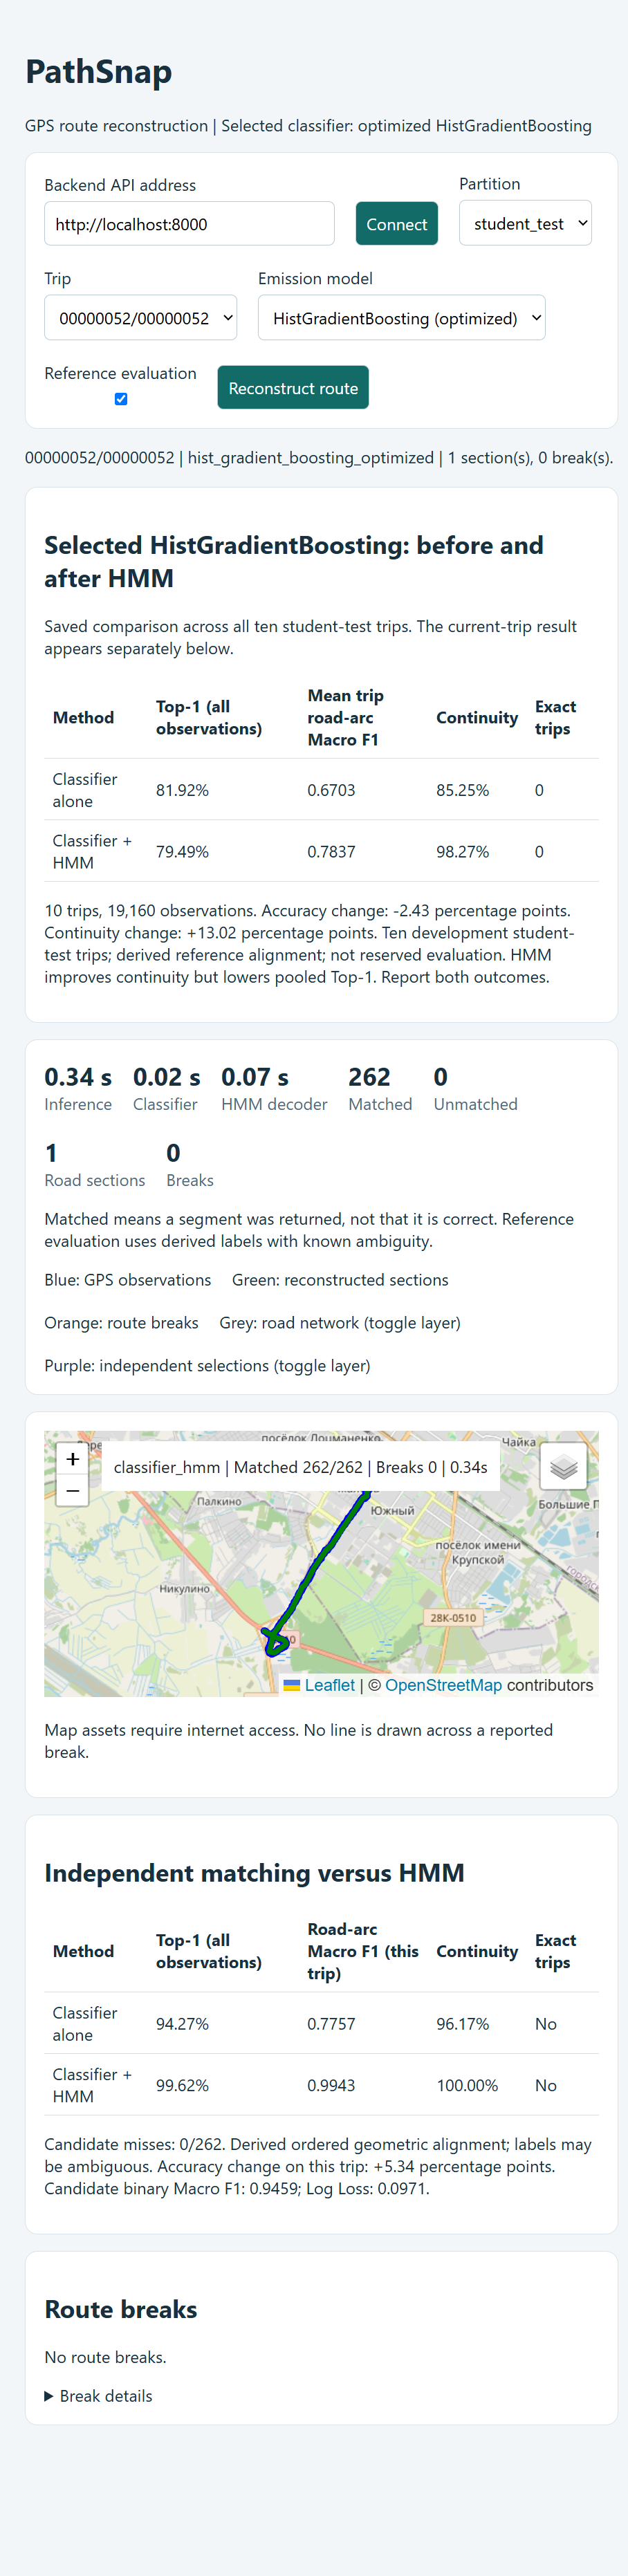 PathSnap
GPS route reconstruction | Selected classifier: optimized HistGradientBoosting
Backend API address
http://localhost:8000
Connect
Partition
student_test
Trip
00000052/00000052
Emission model
HistGradientBoosting (optimized)
Reference evaluation
Reconstruct route
00000052/00000052 | hist_gradient_boosting_optimized | 1 section(s), 0 break(s).
Selected HistGradientBoosting: before and
after HMM
Saved comparison across all ten student-test trips. The current-trip result
appears separately below.
Method
Top-1 (all
observations)
Mean trip
road-arc
Macro F1
Continuity
Exact
trips
Classifier
alone
81.92%
0.6703
85.25%
0
Classifier +
HMM
79.49%
0.7837
98.27%
0
10 trips, 19,160 observations. Accuracy change: -2.43 percentage points.
Continuity change: +13.02 percentage points. Ten development student-
test trips; derived reference alignment; not reserved evaluation. HMM
improves continuity but lowers pooled Top-1. Report both outcomes.
0.34 s
Inference
0.02 s
Classifier
0.07 s
HMM decoder
262
Matched
0
Unmatched
1
Road sections
0
Breaks
Matched means a segment was returned, not that it is correct. Reference
evaluation uses derived labels with known ambiguity.
Blue: GPS observations
Green: reconstructed sections
Orange: route breaks
Grey: road network (toggle layer)
Purple: independent selections (toggle layer)
+
−
classifier_hmm | Matched 262/262 | Breaks 0 | 0.34s
посёлок Лоцманенко
Чайка
Палкино
Южный
Большие П
посёлок имени
Крупской
Никулино
28К-0510
Leaflet | © OpenStreetMap contributors
Map assets require internet access. No line is drawn across a reported
break.
Independent matching versus HMM
Method
Top-1 (all
observations)
Road-arc
Macro F1 (this
trip)
Continuity
Exact
trips
Classifier
alone
94.27%
0.7757
96.17%
No
Classifier +
HMM
99.62%
0.9943
100.00%
No
Candidate misses: 0/262. Derived ordered geometric alignment; labels may
be ambiguous. Accuracy change on this trip: +5.34 percentage points.
Candidate binary Macro F1: 0.9459; Log Loss: 0.0971.
Route breaks
No route breaks.
▶ Break details